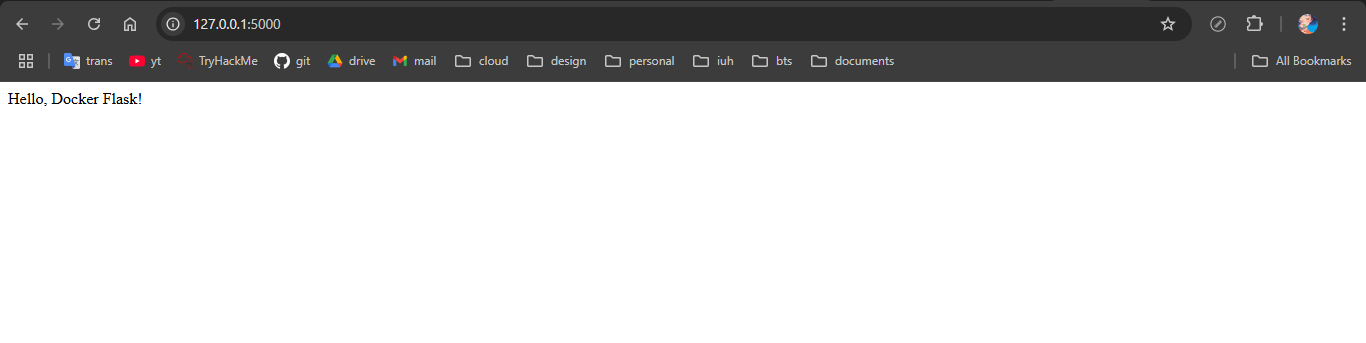 127.0.0.1:5000
trans yt TryHackMe git drive mail cloud design personal iuh bts documents All Bookmarks
Hello, Docker Flask!